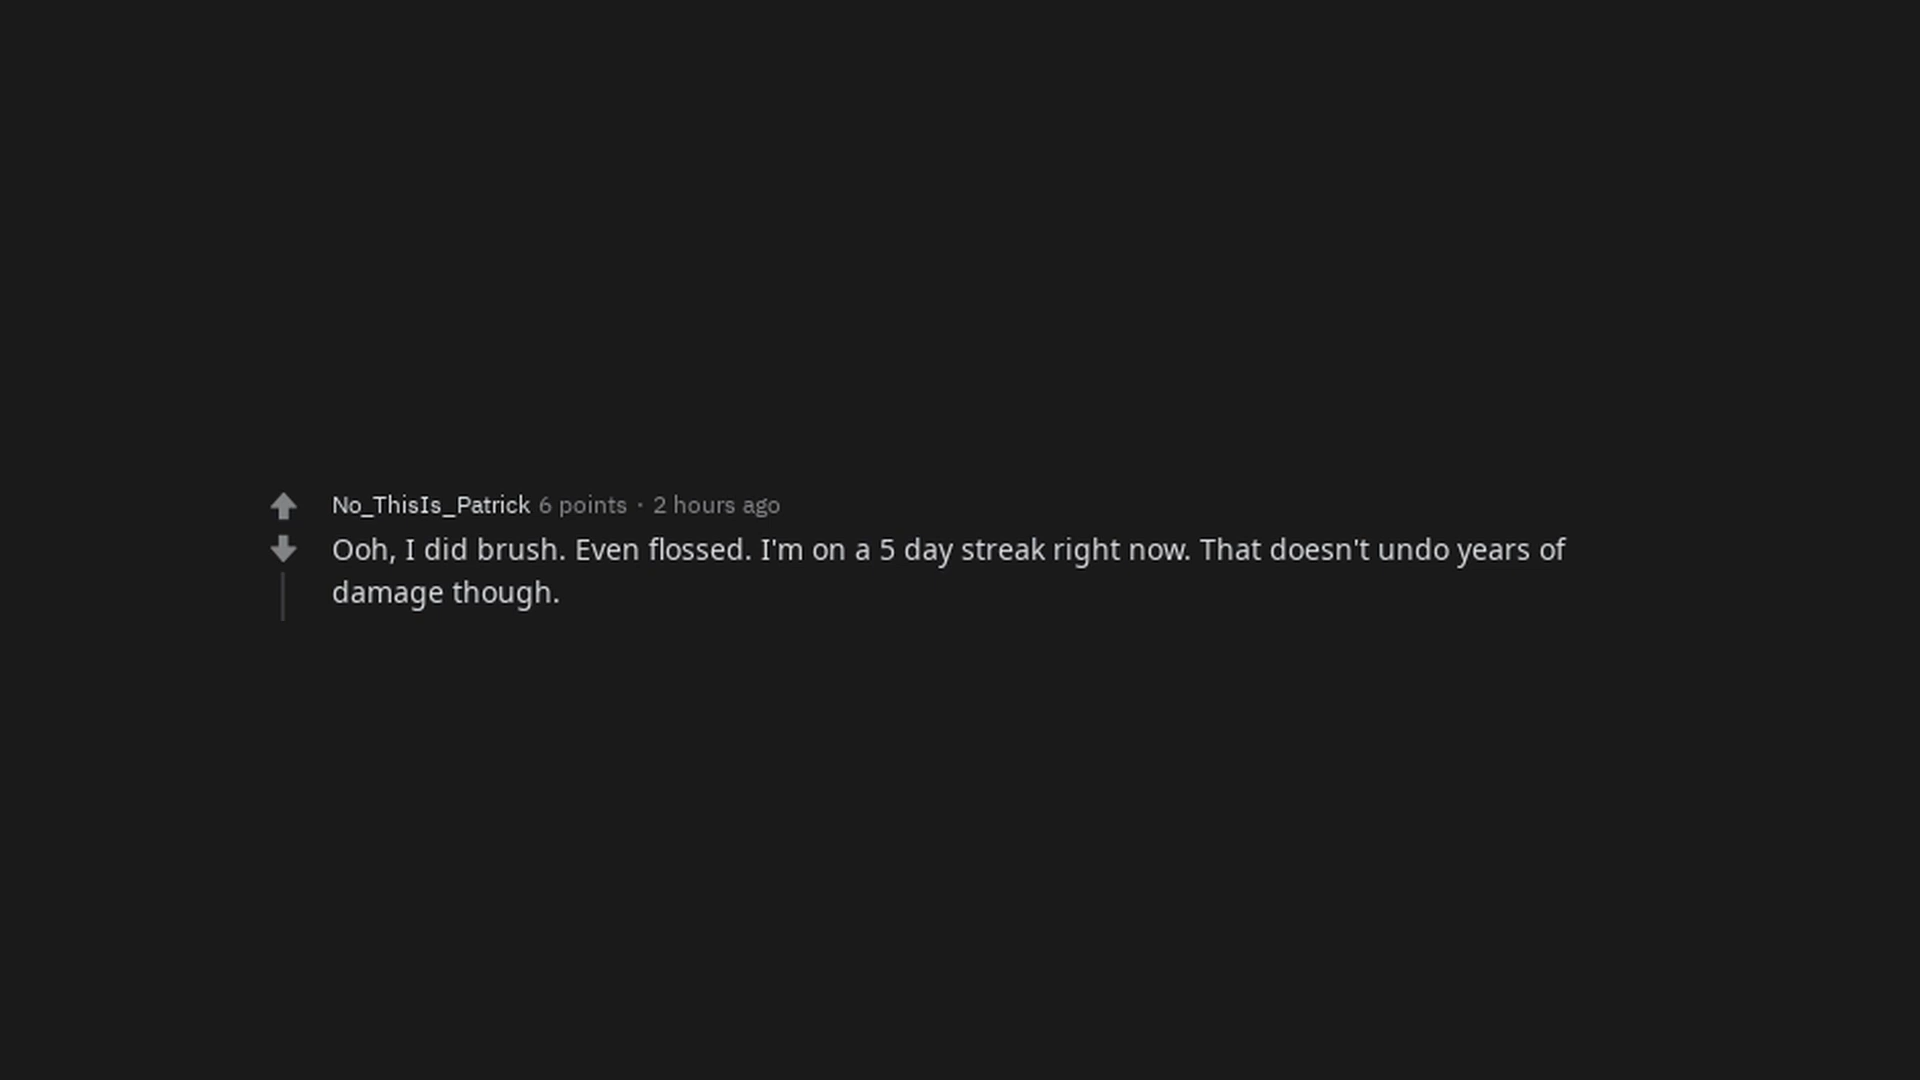 No_ThisIs_Patrick 6 points · 2 hours ago
Ooh, I did brush. Even flossed. I'm on a 5 day streak right now. That doesn't undo years of
damage though.